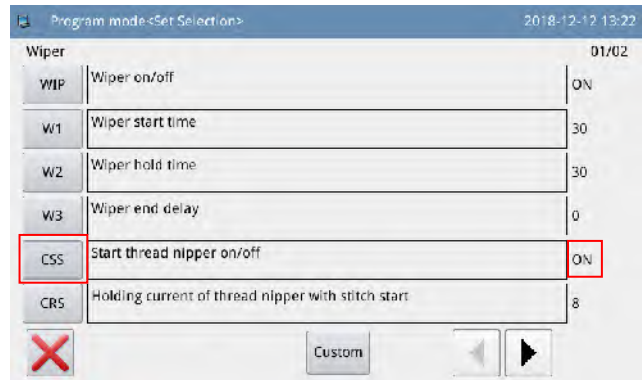 Program mode<Set Selection> 2018-12-12 13:22
Wiper 01/02
WIP Wiper on/off ON
W1 Wiper start time 30
W2 Wiper hold time 30
W3 Wiper end delay 0
CSS Start thread nipper on/off ON
CRS Holding current of thread nipper with stitch start 8
Custom